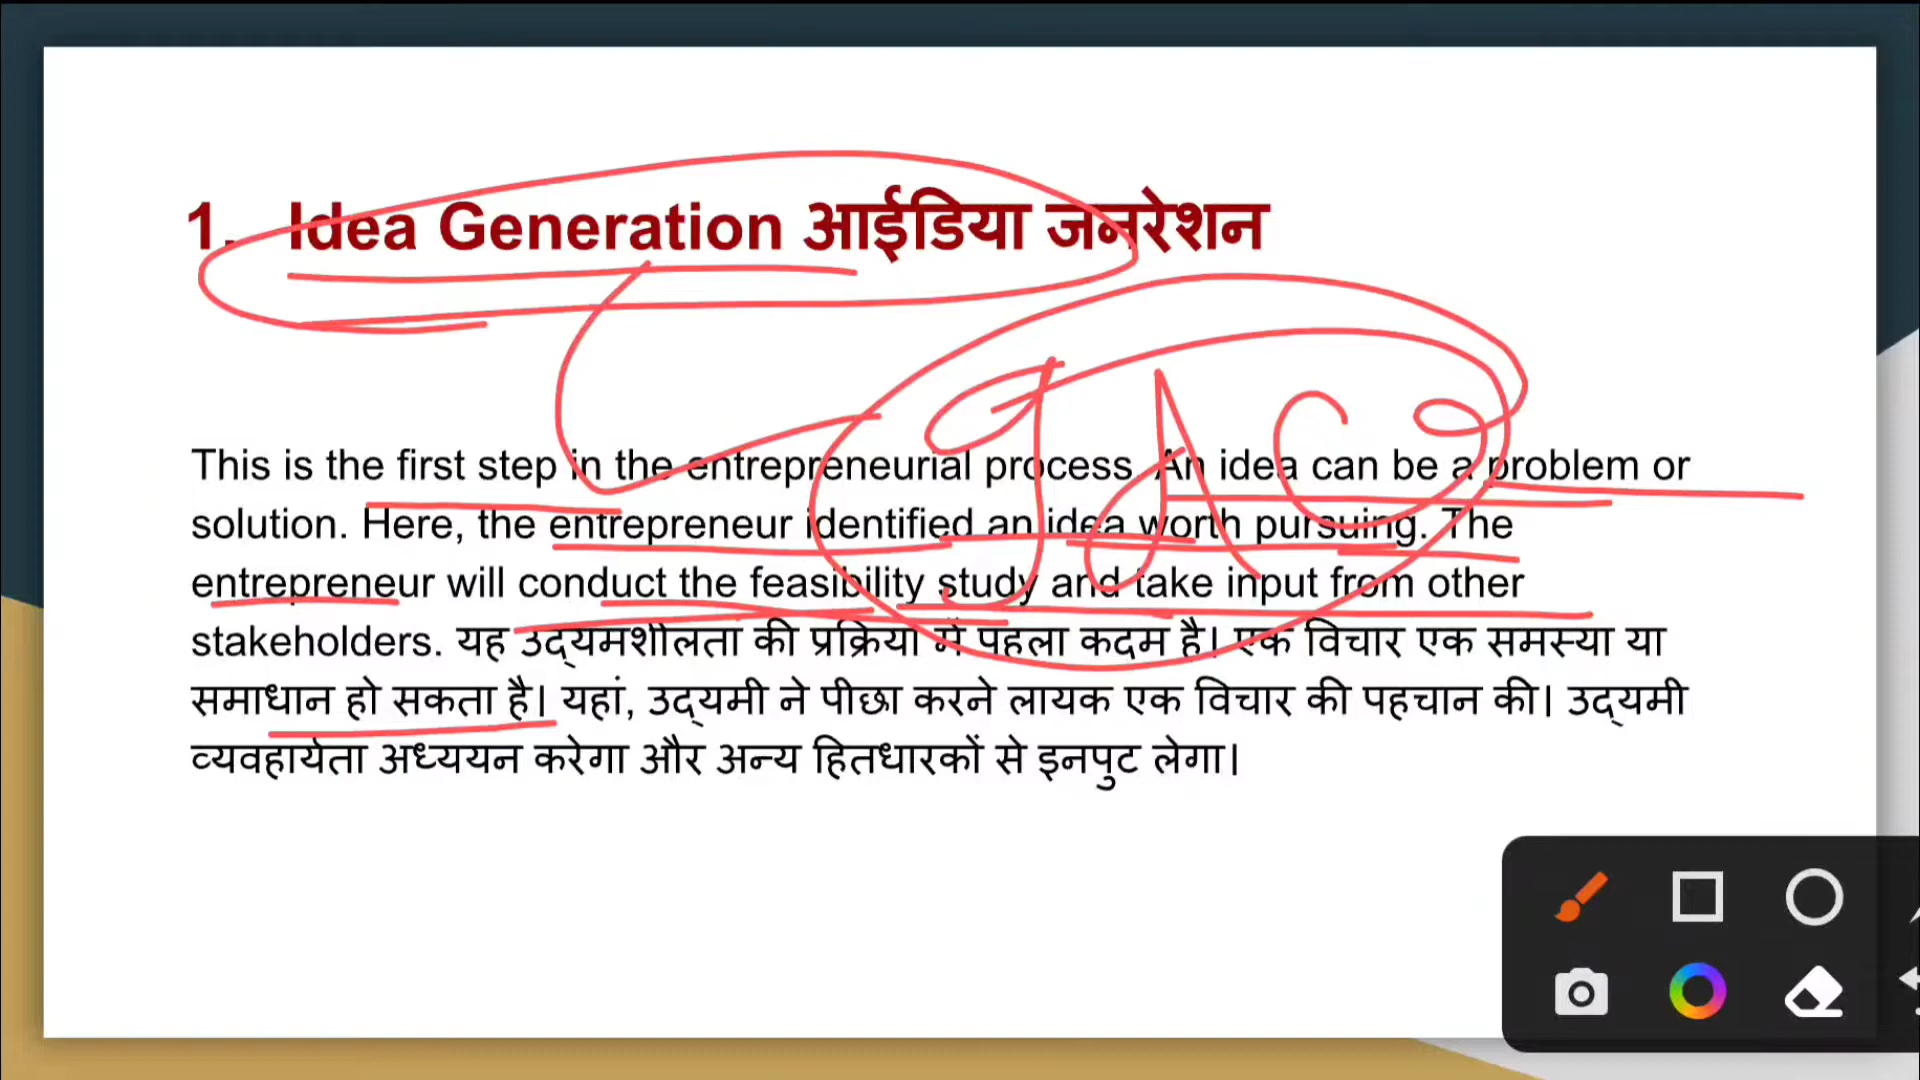 1. Idea Generation आईडिया जनरेशन
This is the first step in the entrepreneurial process. An idea can be a problem or
solution. Here, the entrepreneur identified an idea worth pursuing. The
entrepreneur will conduct the feasibility study and take input from other
stakeholders. यह उद्यमशीलता की प्रक्रिया में पहला कदम है। एक विचार एक समस्या या
समाधान हो सकता है। यहां, उद्यमी ने पीछा करने लायक एक विचार की पहचान की। उद्यमी
व्यवहार्यता अध्ययन करेगा और अन्य हितधारकों से इनपुट लेगा।